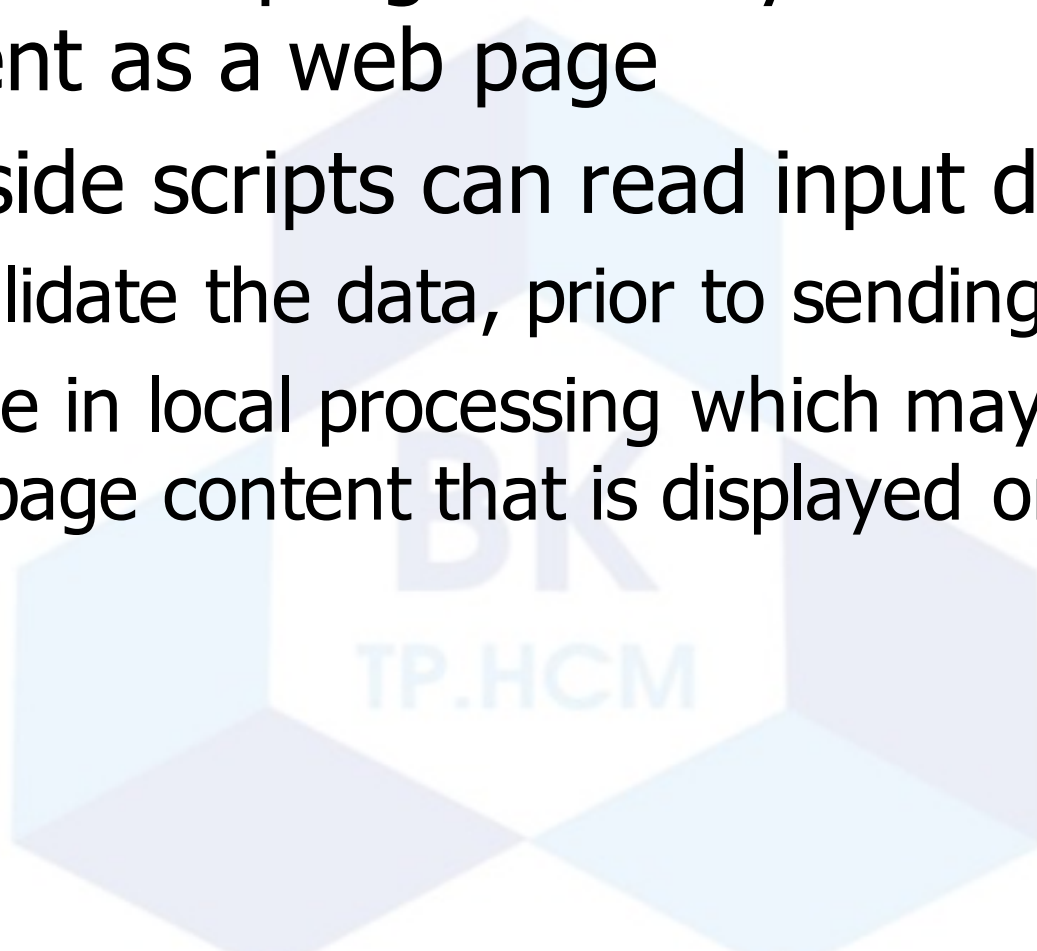 ent as a web page
side scripts can read input d
lidate the data, prior to sending
e in local processing which may
page content that is displayed o
BK
TP.HCM